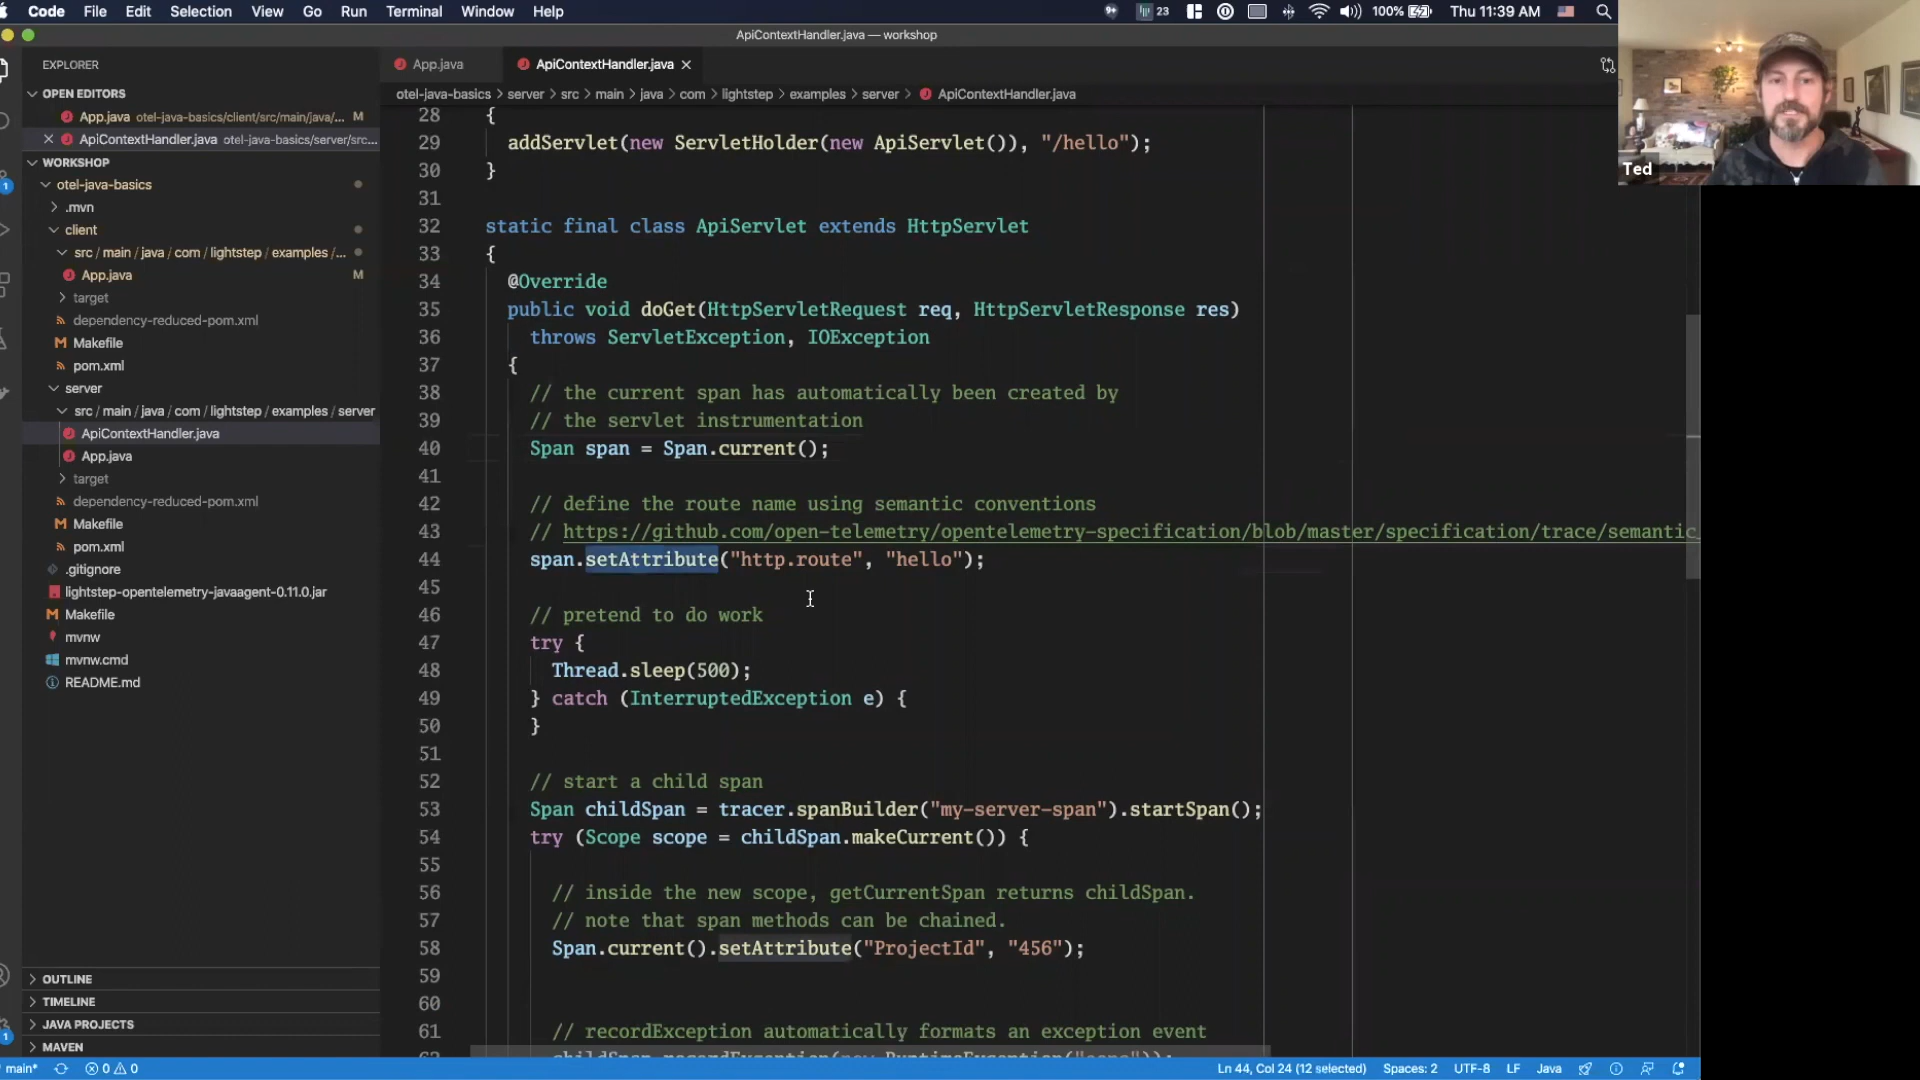 Code File Edit Selection View Go Run Terminal Window Help 23 100% Thu 11:39 AM
ApiContextHandler.java — workshop
EXPLORER
OPEN EDITORS
App.java otel-java-basics/client/src/main/java/... M
ApiContextHandler.java otel-java-basics/server/src...
WORKSHOP
otel-java-basics
.mvn
client
src / main / java / com / lightstep / examples /...
App.java M
target
dependency-reduced-pom.xml
Makefile
pom.xml
server
src / main / java / com / lightstep / examples / server
ApiContextHandler.java
App.java
target
dependency-reduced-pom.xml
Makefile
pom.xml
.gitignore
lightstep-opentelemetry-javaagent-0.11.0.jar
Makefile
mvnw
mvnw.cmd
README.md
OUTLINE
TIMELINE
JAVA PROJECTS
MAVEN
App.java ApiContextHandler.java
otel-java-basics > server > src > main > java > com > lightstep > examples > server > ApiContextHandler.java
28 {
29 addServlet(new ServletHolder(new ApiServlet()), "/hello");
30 }
31
32 static final class ApiServlet extends HttpServlet
33 {
34 @Override
35 public void doGet(HttpServletRequest req, HttpServletResponse res)
36 throws ServletException, IOException
37 {
38 // the current span has automatically been created by
39 // the servlet instrumentation
40 Span span = Span.current();
41
42 // define the route name using semantic conventions
43 // https://github.com/open-telemetry/opentelemetry-specification/blob/master/specification/trace/semantic_
44 span.setAttribute("http.route", "hello");
45
46 // pretend to do work
47 try {
48 Thread.sleep(500);
49 } catch (InterruptedException e) {
50 }
51
52 // start a child span
53 Span childSpan = tracer.spanBuilder("my-server-span").startSpan();
54 try (Scope scope = childSpan.makeCurrent()) {
55
56 // inside the new scope, getCurrentSpan returns childSpan.
57 // note that span methods can be chained.
58 Span.current().setAttribute("ProjectId", "456");
59
60
61 // recordException automatically formats an exception event
Ted
main* 0 0 Ln 44, Col 24 (12 selected) Spaces: 2 UTF-8 LF Java